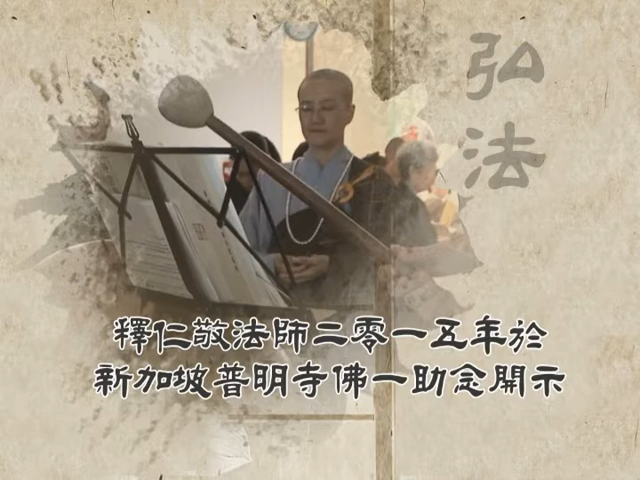 弘法
釋仁敬法師二零一五年於
新加坡普明寺佛一助念開示